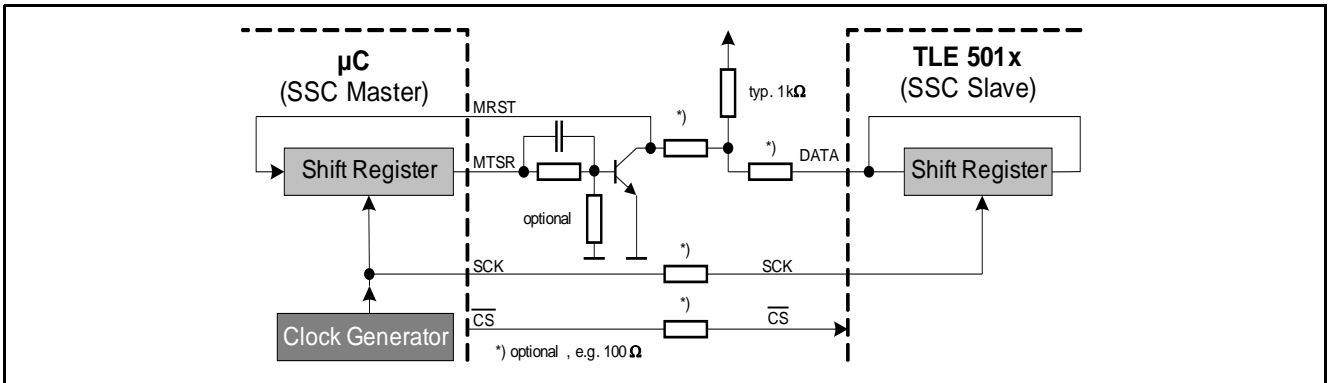 µC
(SSC Master)
TLE 501x
(SSC Slave)
typ. 1kΩ
MRST
*)
*)
DATA
MTSR
Shift Register
Shift Register
optional
*)
SCK
SCK
*)
CS
CS
Clock Generator
*) optional , e.g. 100 Ω